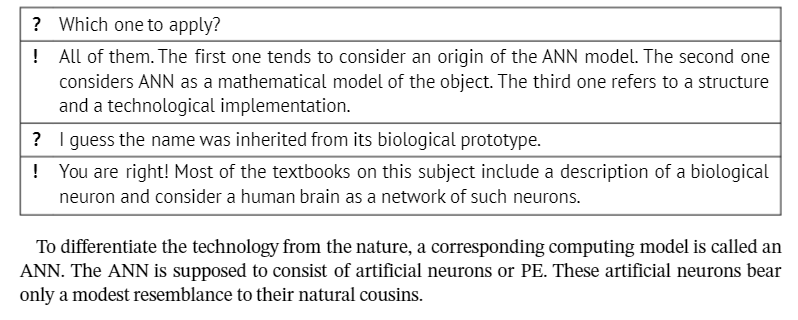 ? Which one to apply?
! All of them. The first one tends to consider an origin of the ANN model. The second one
considers ANN as a mathematical model of the object. The third one refers to a structure
and a technological implementation.
? I guess the name was inherited from its biological prototype.
! You are right! Most of the textbooks on this subject include a description of a biological
neuron and consider a human brain as a network of such neurons.
To differentiate the technology from the nature, a corresponding computing model is called an
ANN. The ANN is supposed to consist of artificial neurons or PE. These artificial neurons bear
only a modest resemblance to their natural cousins.